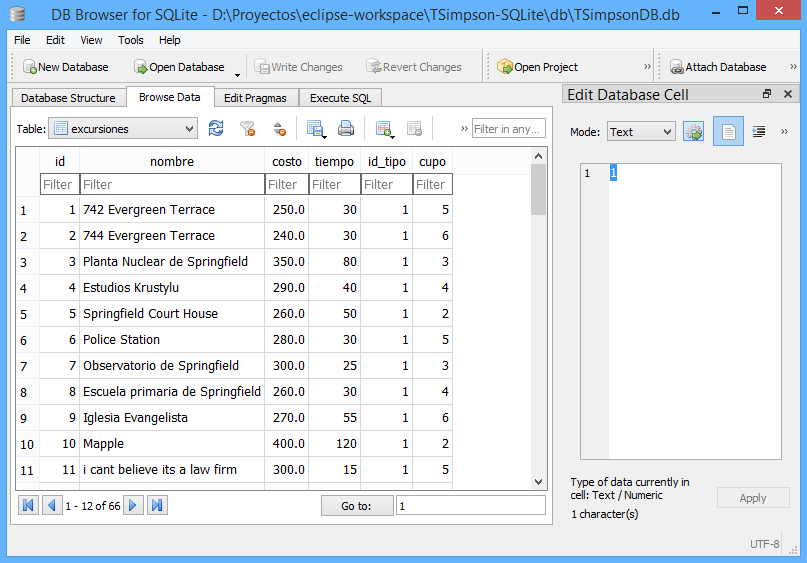 DB Browser for SQLite - D:\Proyectos\eclipse-workspace\TSimpson-SQLite\db\TSimpsonDB.db
File Edit View Tools Help
New Database Open Database Write Changes Revert Changes Open Project » Attach Database »
Database Structure Browse Data Edit Pragmas Execute SQL
Table: excursiones » Filter in any...
id nombre costo tiempo id_tipo cupo
Filter Filter Filter Filter Filter Filter
1 1 742 Evergreen Terrace 250.0 30 1 5
2 2 744 Evergreen Terrace 240.0 30 1 6
3 3 Planta Nuclear de Springfield 350.0 80 1 3
4 4 Estudios Krustylu 290.0 40 1 4
5 5 Springfield Court House 260.0 50 1 2
6 6 Police Station 280.0 30 1 5
7 7 Observatorio de Springfield 300.0 25 1 3
8 8 Escuela primaria de Springfield 260.0 30 1 4
9 9 Iglesia Evangelista 270.0 55 1 6
10 10 Mapple 400.0 120 1 2
11 11 i cant believe its a law firm 300.0 15 1 5
1 - 12 of 66 Go to: 1
Edit Database Cell
Mode: Text »
1 1
Type of data currently in
cell: Text / Numeric
1 character(s)
Apply
UTF-8